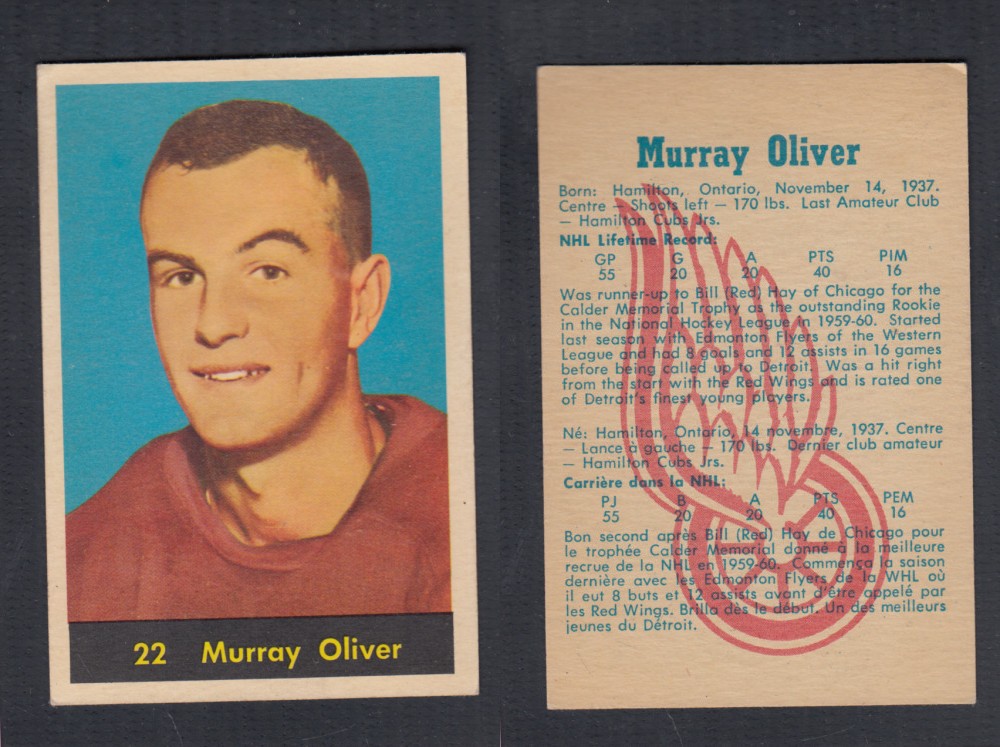 22 Murray Oliver
Murray Oliver
Born: Hamilton, Ontario, November 14, 1937.
Centre — Shoots left — 170 lbs. Last Amateur Club
— Hamilton Cubs Jrs.
NHL Lifetime Record:
GP G A PTS PIM
55 20 20 40 16
Was runner-up to Bill (Red) Hay of Chicago for the
Calder Memorial Trophy as the outstanding Rookie
in the National Hockey League in 1959-60. Started
last season with Edmonton Flyers of the Western
League and had 8 goals and 12 assists in 16 games
before being called up to Detroit. Was a hit right
from the start with the Red Wings and is rated one
of Detroit's finest young players.
Né: Hamilton, Ontario, 14 novembre, 1937. Centre
— Lance à gauche — 170 lbs. Dernier club amateur
— Hamilton Cubs Jrs.
Carrière dans la NHL:
PJ B A PTS PEM
55 20 20 40 16
Bon second après Bill (Red) Hay de Chicago pour
le trophée Calder Memorial donné à la meilleure
recrue de la NHL en 1959-60. Commença la saison
dernière avec les Edmonton Flyers de la WHL où
il eut 8 buts et 12 assists avant d'être appelé par
les Red Wings. Brilla dès le début. Un des meilleurs
jeunes du Détroit.